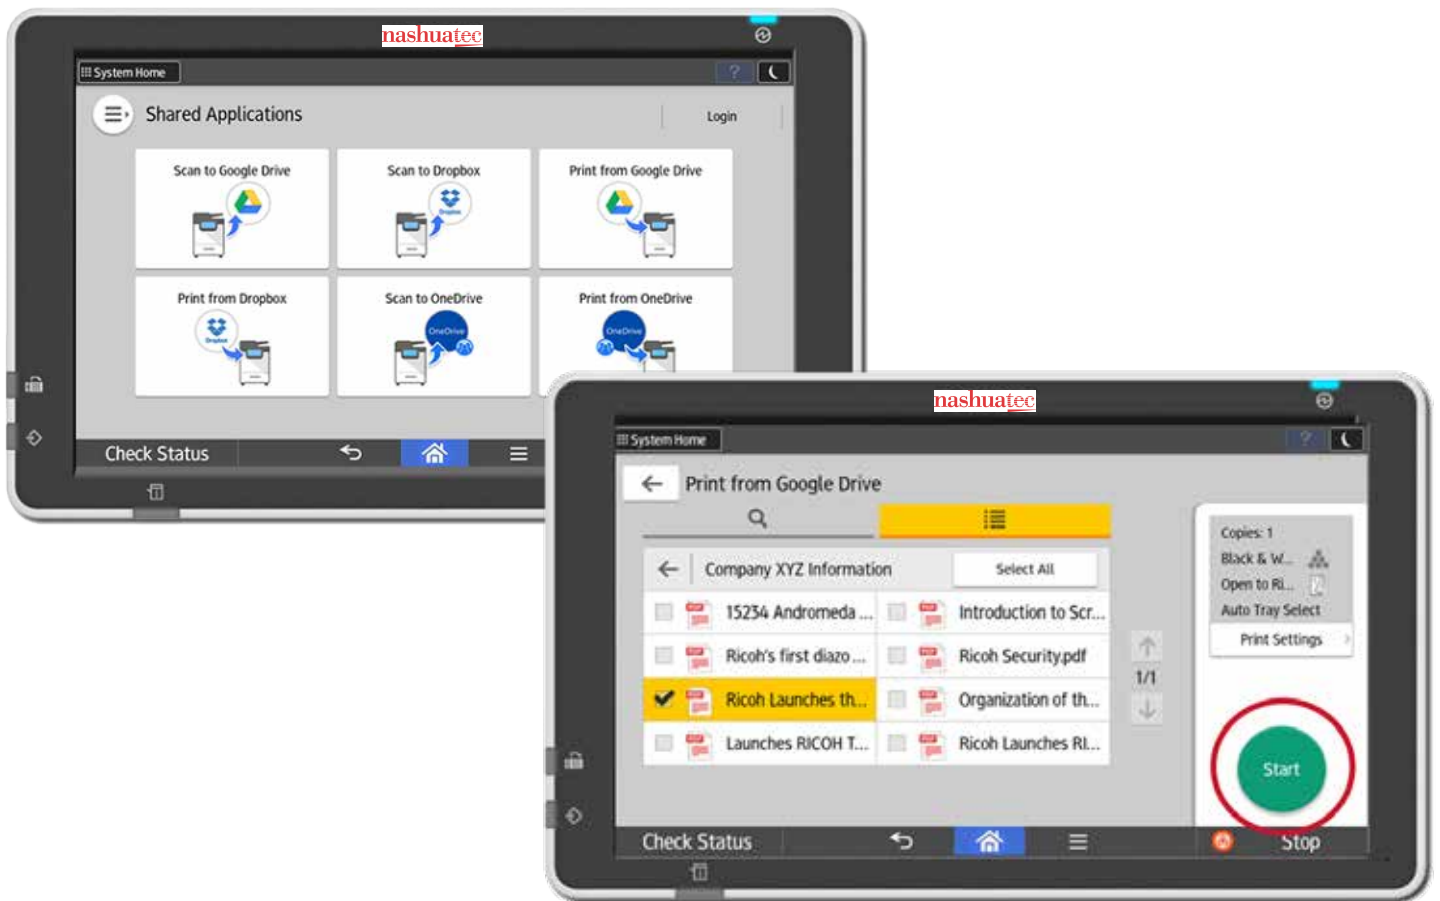 nashuatec
System Home
?
Shared Applications
Login
Scan to Google Drive
Scan to Dropbox
Print from Google Drive
Dropbox
Print from Dropbox
Scan to OneDrive
Print from OneDrive
Dropbox
OneDrive
OneDrive
Check Status
nashuatec
System Home
?
Print from Google Drive
Company XYZ Information
Select All
15234 Andromeda ...
Introduction to Scr...
Ricoh's first diazo ...
Ricoh Security.pdf
Ricoh Launches th...
Organization of th...
Launches RICOH T...
Ricoh Launches RI...
1/1
Copies: 1
Black & W...
Open to Ri...
Auto Tray Select
Print Settings
Start
Check Status
Stop